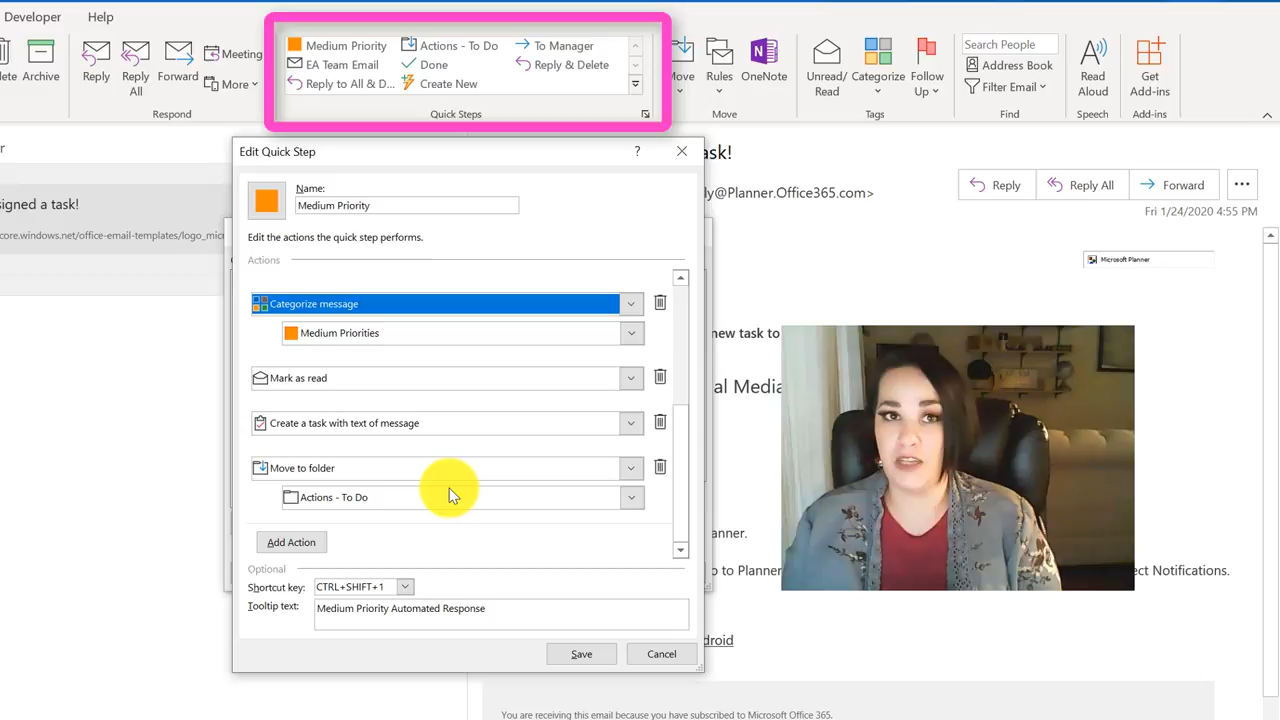 Developer Help
Medium Priority Actions - To Do To Manager
EA Team Email Done Reply & Delete
Reply to All & D... Create New
Quick Steps
Archive
Reply
Reply All
Forward
Meeting
More
Respond
Move
Rules
OneNote
Move
Unread/ Read
Categorize
Follow Up
Tags
Search People
Address Book
Filter Email
Find
Read Aloud
Speech
Get Add-ins
Add-ins
signed a task!
core.windows.net/office-email-templates/logo_micr
Edit Quick Step ?
Name:
Medium Priority
Edit the actions the quick step performs.
Actions
Categorize message
Medium Priorities
Mark as read
Create a task with text of message
Move to folder
Actions - To Do
Add Action
Optional
Shortcut key: CTRL+SHIFT+1
Tooltip text: Medium Priority Automated Response
Save Cancel
ask!
ly@Planner.Office365.com>
Reply Reply All Forward ...
Fri 1/24/2020 4:55 PM
Microsoft Planner
new task to
al Media
nner.
o to Planner
ect Notifications.
droid
You are receiving this email because you have subscribed to Microsoft Office 365.